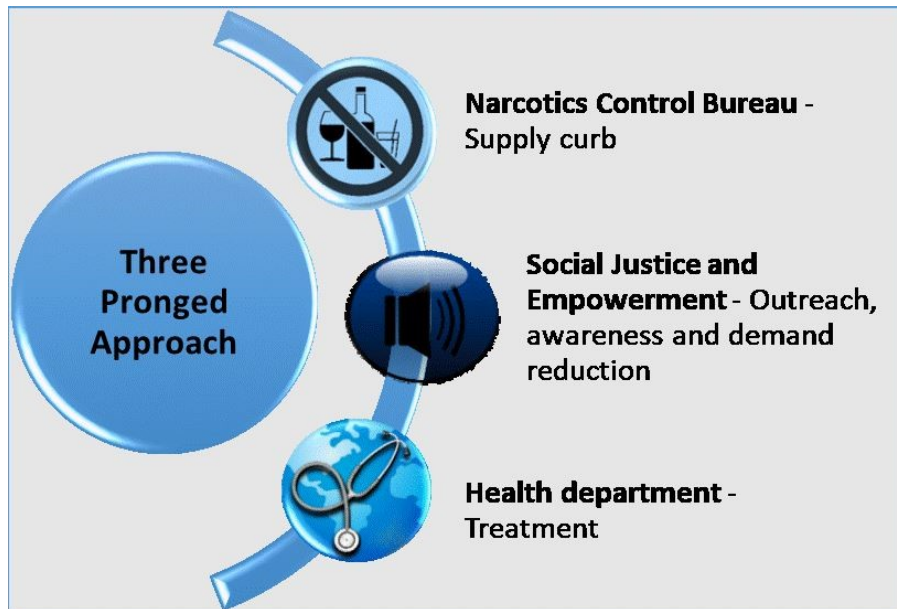 Three
Pronged
Approach
Narcotics Control Bureau -
Supply curb
Social Justice and
Empowerment - Outreach,
awareness and demand
reduction
Health department -
Treatment